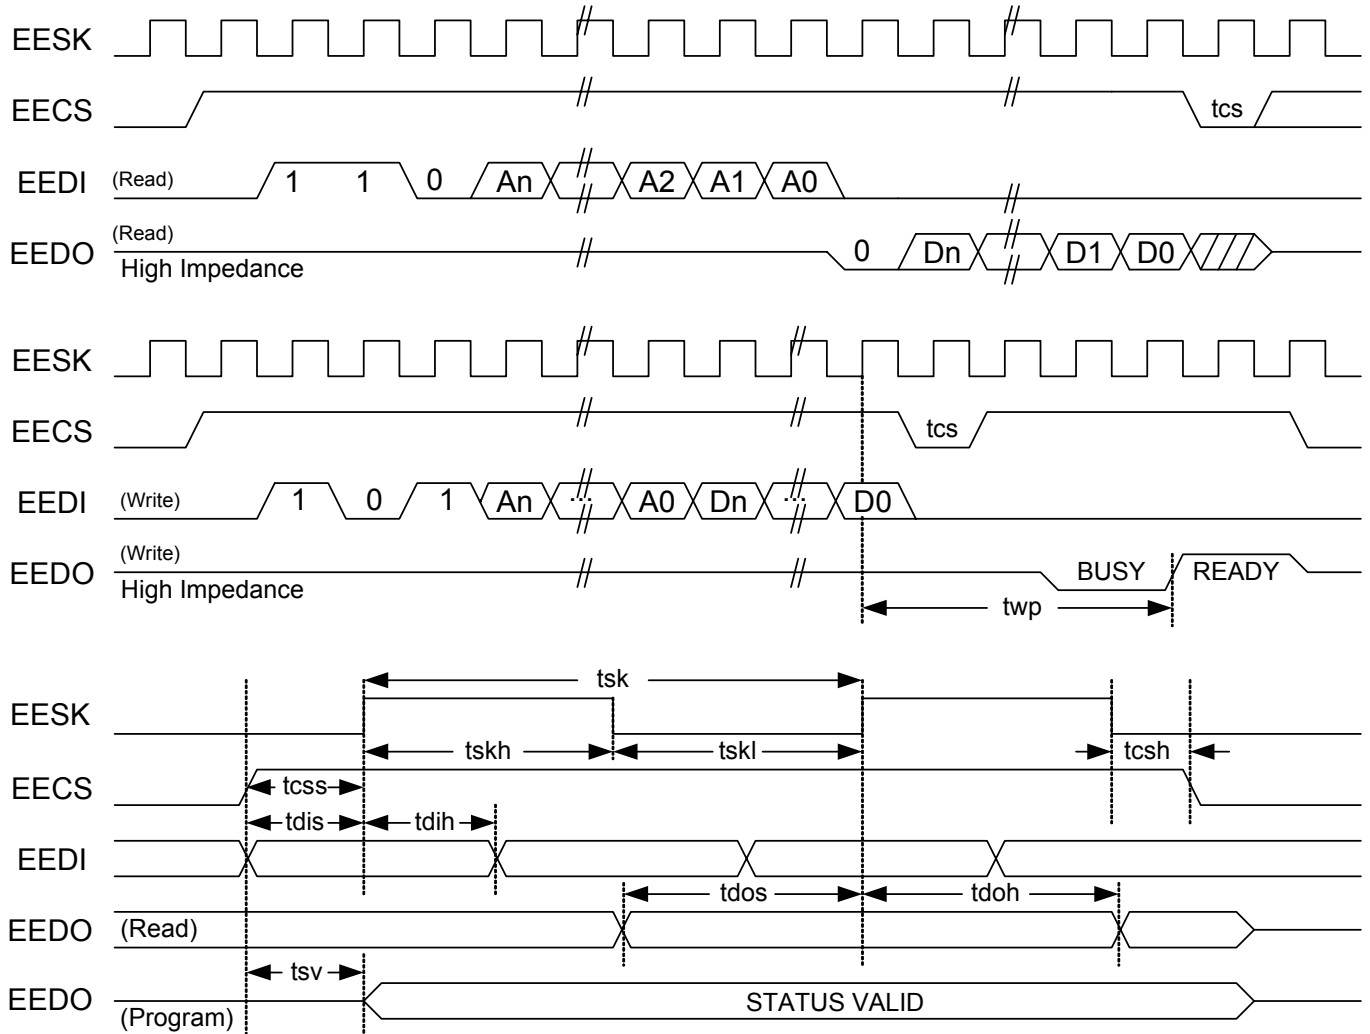 EESK
EECS tcs
EEDI (Read) 1 1 0 An A2 A1 A0
EEDO (Read) 0 Dn D1 D0
High Impedance
EESK
EECS tcs
EEDI (Write) 1 0 1 An ... A0 Dn ... D0
EEDO (Write) BUSY READY
High Impedance
twp
tsk
EESK
tskh tskl tcsh
EECS tcss
tdis tdih
EEDI
tdos tdoh
EEDO (Read)
tsv
EEDO STATUS VALID
(Program)